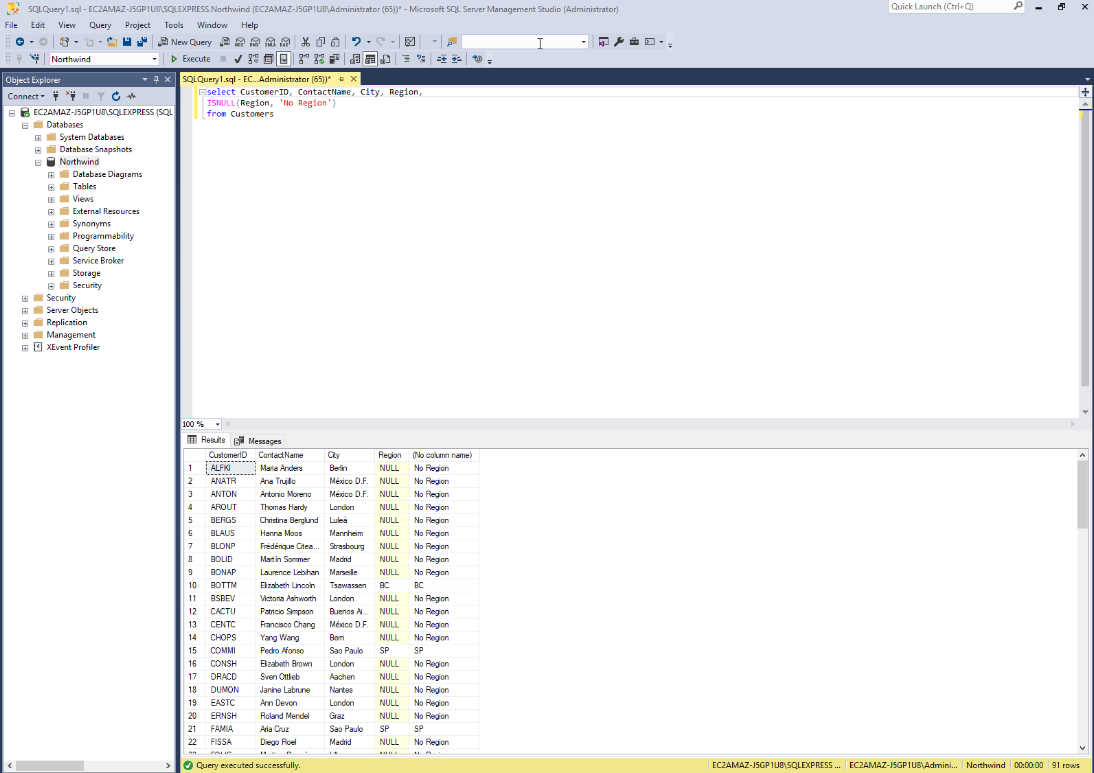 SQLQuery1.sql - EC2AMAZ-J5GP1U8\SQLEXPRESS.Northwind (EC2AMAZ-J5GP1U8\Administrator (65))* - Microsoft SQL Server Management Studio (Administrator)
Quick Launch (Ctrl+Q)
File Edit View Query Project Tools Window Help
New Query
Northwind Execute
Object Explorer
SQLQuery1.sql - EC...Administrator (65))*
Connect
EC2AMAZ-J5GP1U8\SQLEXPRESS (SQL
Databases
System Databases
Database Snapshots
Northwind
Database Diagrams
Tables
Views
External Resources
Synonyms
Programmability
Query Store
Service Broker
Storage
Security
Security
Server Objects
Replication
Management
XEvent Profiler
select CustomerID, ContactName, City, Region,
ISNULL(Region, 'No Region')
from Customers
100 %
Results Messages
CustomerID ContactName City Region (No column name)
1 ALFKI Maria Anders Berlin NULL No Region
2 ANATR Ana Trujillo México D.F. NULL No Region
3 ANTON Antonio Moreno México D.F. NULL No Region
4 AROUT Thomas Hardy London NULL No Region
5 BERGS Christina Berglund Luleå NULL No Region
6 BLAUS Hanna Moos Mannheim NULL No Region
7 BLONP Frédérique Citea... Strasbourg NULL No Region
8 BOLID Martín Sommer Madrid NULL No Region
9 BONAP Laurence Lebihan Marseille NULL No Region
10 BOTTM Elizabeth Lincoln Tsawassen BC BC
11 BSBEV Victoria Ashworth London NULL No Region
12 CACTU Patricio Simpson Buenos Ai... NULL No Region
13 CENTC Francisco Chang México D.F. NULL No Region
14 CHOPS Yang Wang Bern NULL No Region
15 COMMI Pedro Afonso Sao Paulo SP SP
16 CONSH Elizabeth Brown London NULL No Region
17 DRACD Sven Ottlieb Aachen NULL No Region
18 DUMON Janine Labrune Nantes NULL No Region
19 EASTC Ann Devon London NULL No Region
20 ERNSH Roland Mendel Graz NULL No Region
21 FAMIA Aria Cruz Sao Paulo SP SP
22 FISSA Diego Roel Madrid NULL No Region
Query executed successfully. EC2AMAZ-J5GP1U8\SQLEXPRESS ... EC2AMAZ-J5GP1U8\Admini... Northwind 00:00:00 91 rows